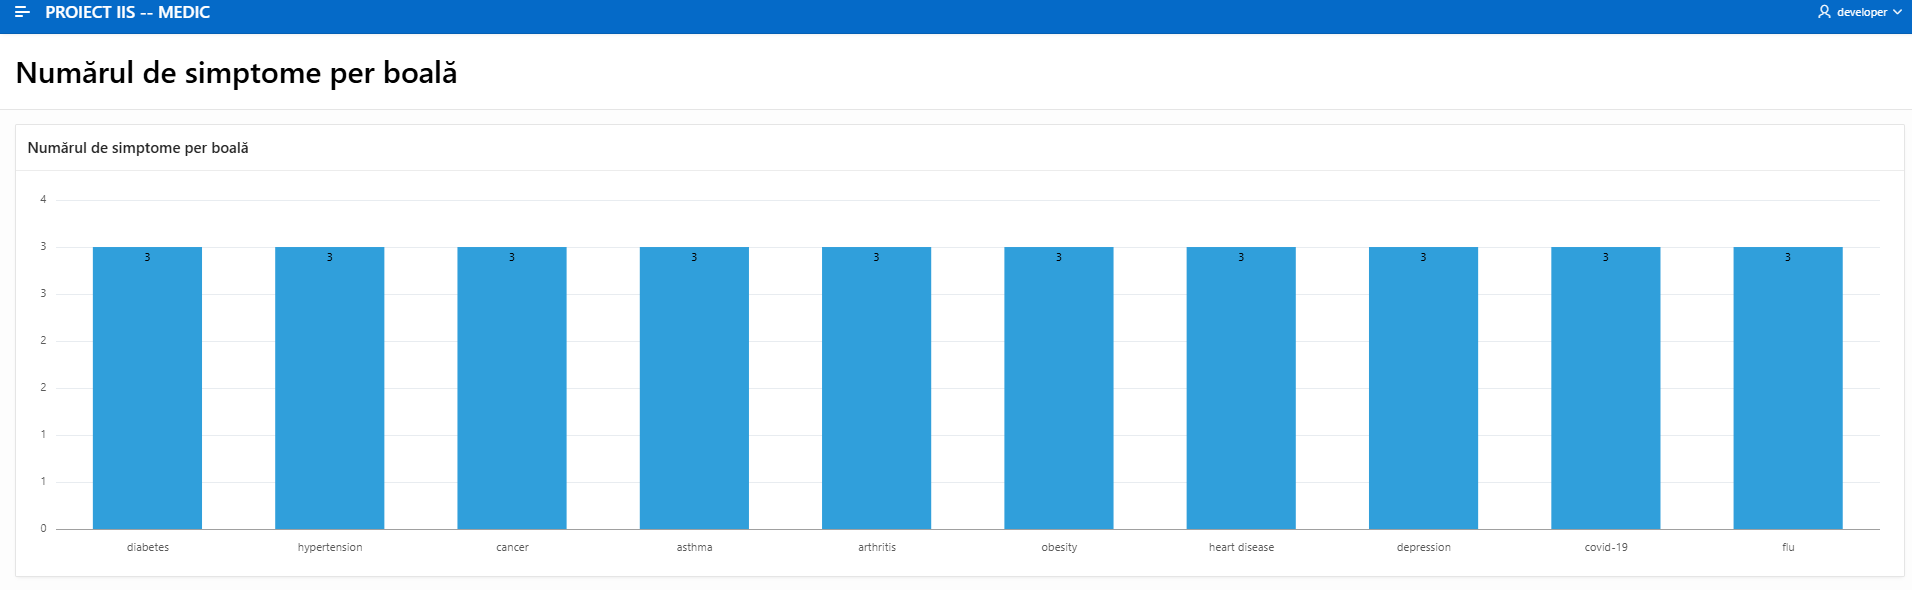 PROIECT IIS -- MEDIC developer
Numărul de simptome per boală
Numărul de simptome per boală
4
3
3
2
2
1
1
0
3 3 3 3 3 3 3 3 3 3
diabetes hypertension cancer asthma arthritis obesity heart disease depression covid-19 flu